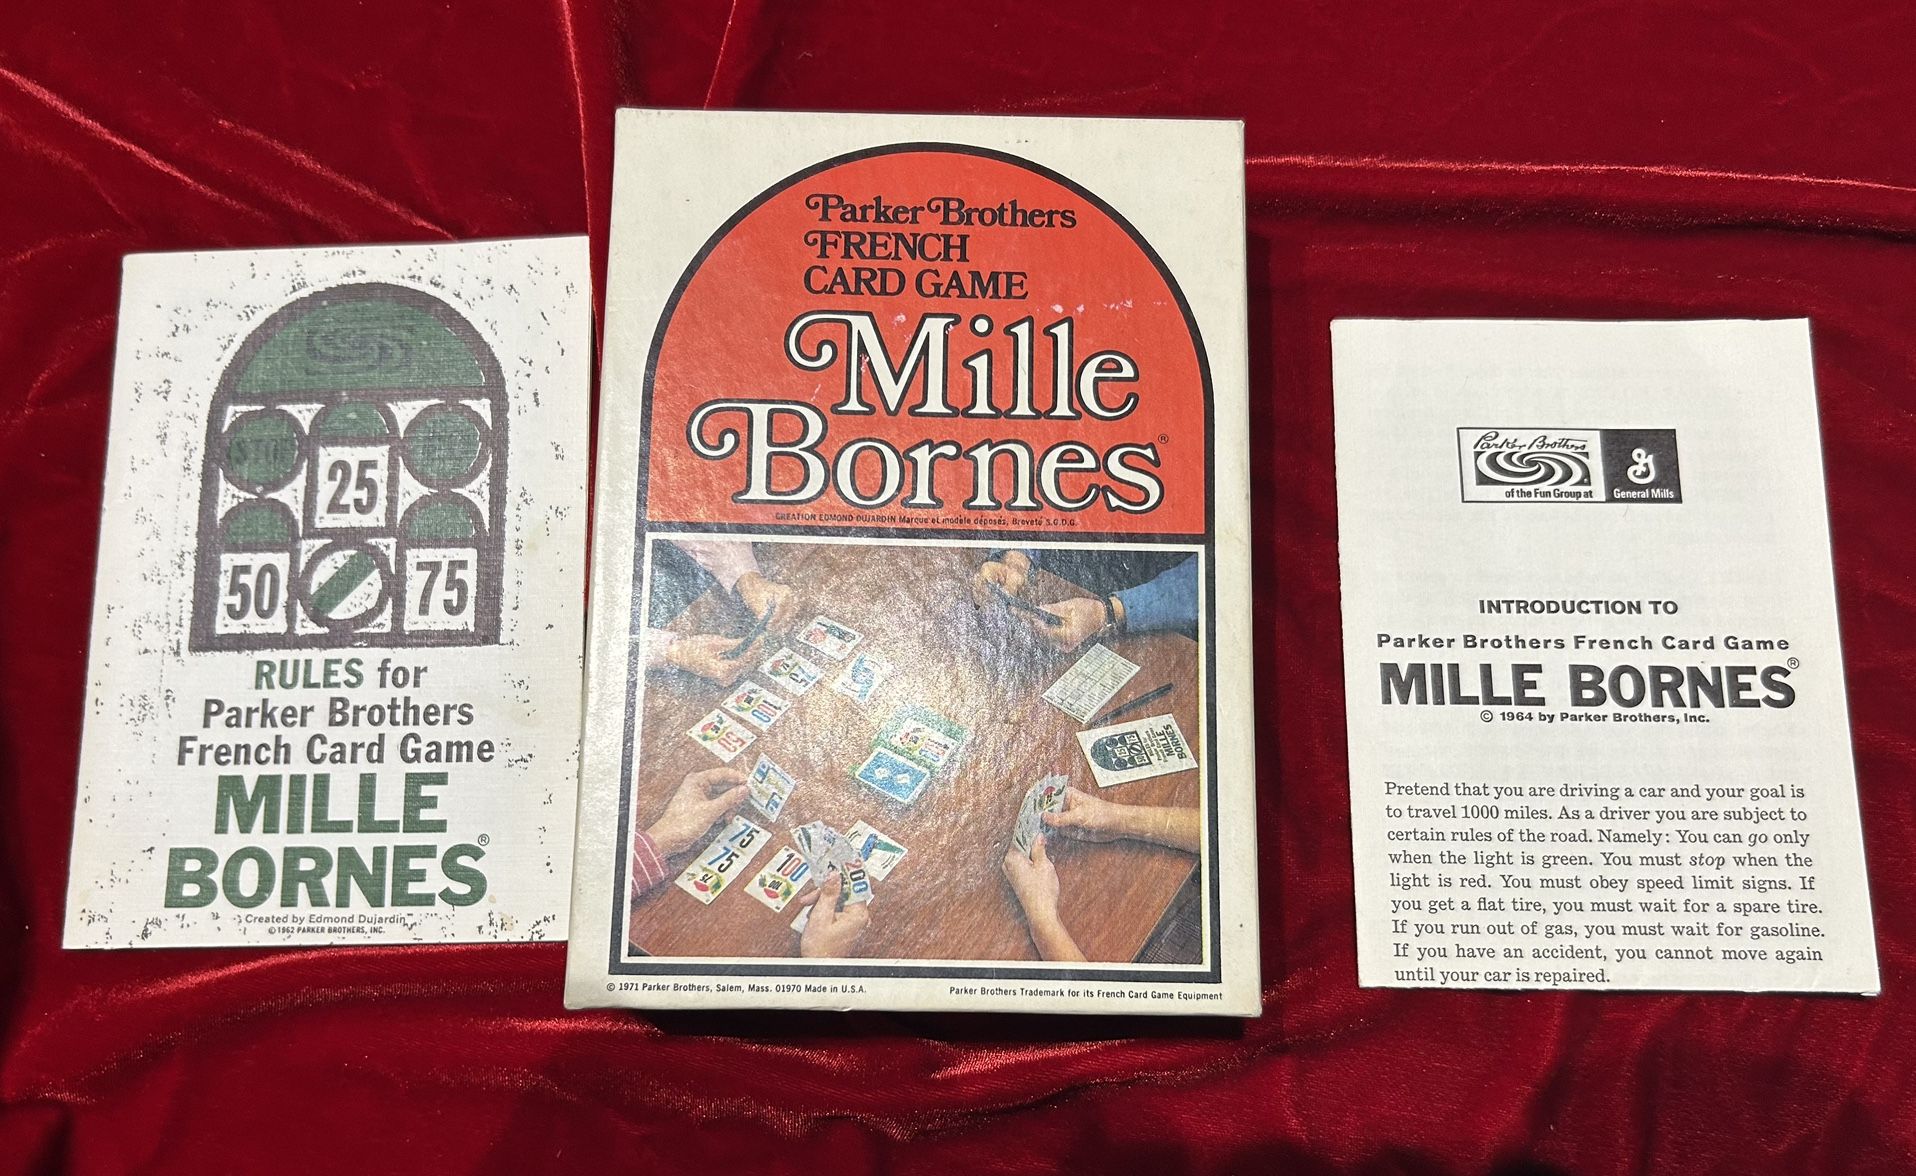 25
50
75
RULES for
Parker Brothers
French Card Game
MILLE
BORNES®
Created by Edmond Dujardin
©1962 PARKER BROTHERS, INC.
Parker Brothers
FRENCH
CARD GAME
Mille
Bornes®
CREATION EDMOND DUJARDIN Marque et modèle déposés, Breveté S.G.D.G.
75
75
100
200
MILLE
BORNES
© 1971 Parker Brothers, Salem, Mass. 01970 Made in U.S.A.
Parker Brothers Trademark for its French Card Game Equipment
Parker Brothers
of the Fun Group at
General Mills
INTRODUCTION TO
Parker Brothers French Card Game
MILLE BORNES®
© 1964 by Parker Brothers, Inc.
Pretend that you are driving a car and your goal is
to travel 1000 miles. As a driver you are subject to
certain rules of the road. Namely: You can go only
when the light is green. You must stop when the
light is red. You must obey speed limit signs. If
you get a flat tire, you must wait for a spare tire.
If you run out of gas, you must wait for gasoline.
If you have an accident, you cannot move again
until your car is repaired.